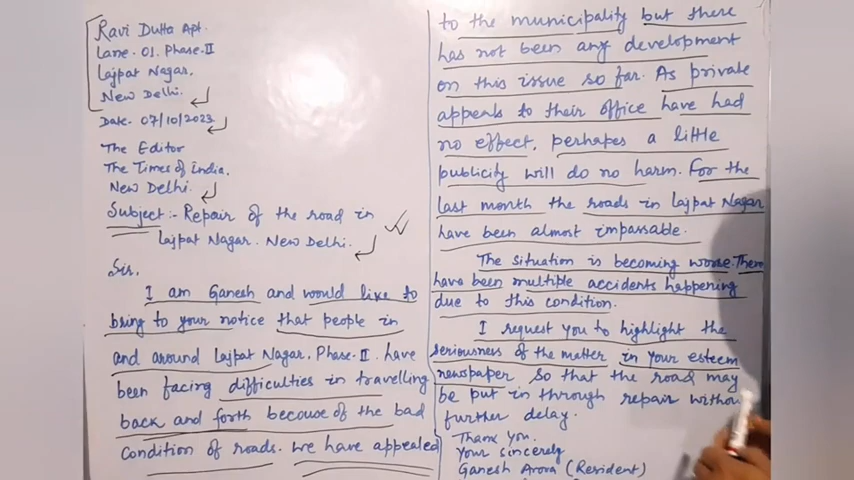 Ravi Dutta Apt.
Lane. 01. Phase-II
Lajpat Nagar.
New Delhi.
Date. 07/10/2023
The Editor
The Times of India.
New Delhi.
Subject:- Repair of the road in
Lajpat Nagar. New Delhi.
Sir.
I am Ganesh and would like to
bring to your notice that people in
and around Lajpat Nagar, Phase-II. have
been facing difficulties in travelling
back and forth because of the bad
condition of roads. We have appealed
to the municipality but there
has not been any development
on this issue so far. As private
appeals to their office have had
no effect, perhapes a little
publicity will do no harm. For the
last month the roads in Lajpat Nagar
have been almost impassable.
The situation is becoming worse. There
have been multiple accidents happening
due to this condition.
I request you to highlight the
seriousness of the matter in your esteem
newspaper so that the road may
be put in through repair without
further delay.
Thank you.
Your sincerely
Ganesh Arora (Resident)